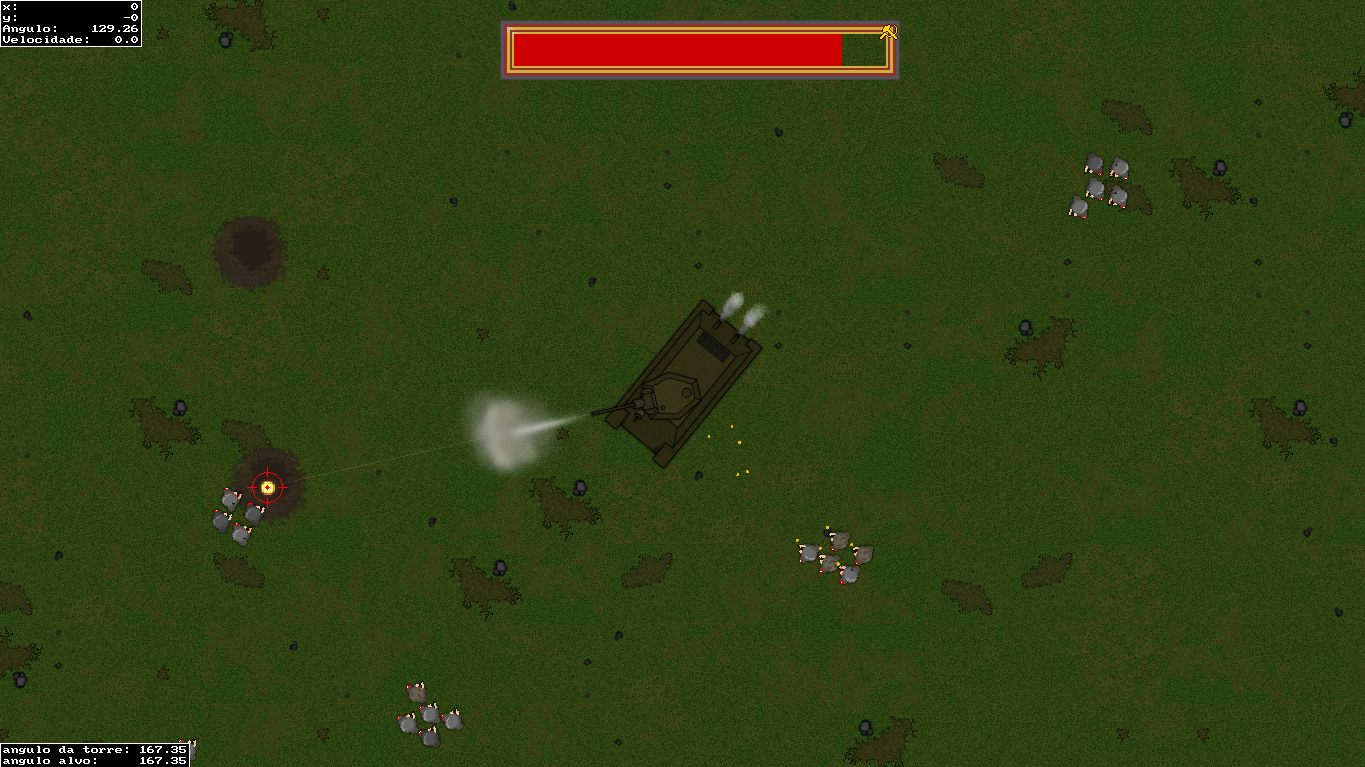 x: 0
y: -0
Angulo: 129.26
Velocidade: 0.0
angulo da torre: 167.35
angulo alvo: 167.35